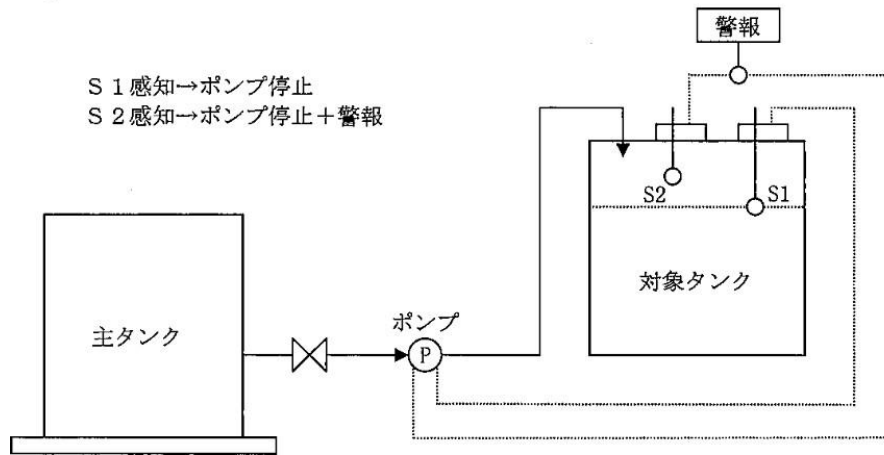 警報
S1感知→ポンプ停止
S2感知→ポンプ停止+警報
S2
S1
対象タンク
主タンク
ポンプ
P